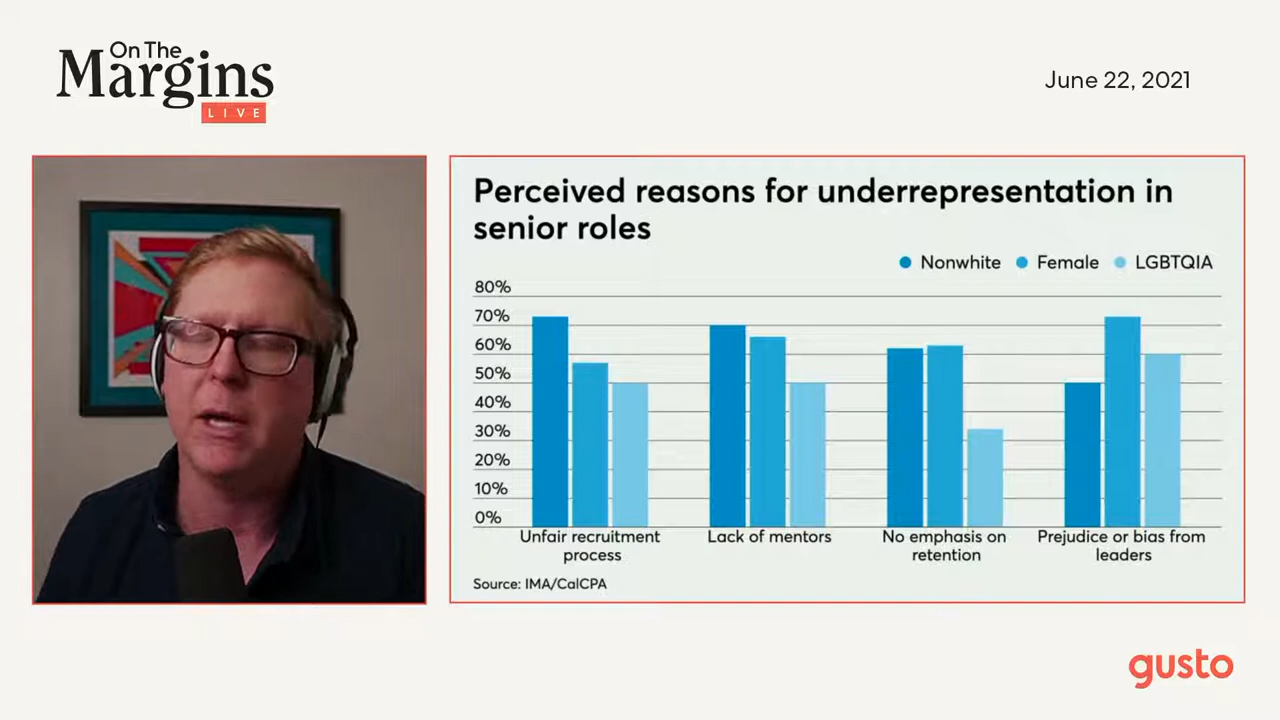 On The
Margins
LIVE
June 22, 2021
Perceived reasons for underrepresentation in
senior roles
Nonwhite Female LGBTQIA
80%
70%
60%
50%
40%
30%
20%
10%
0%
Unfair recruitment
process
Lack of mentors
No emphasis on
retention
Prejudice or bias from
leaders
Source: IMA/CalCPA
gusto